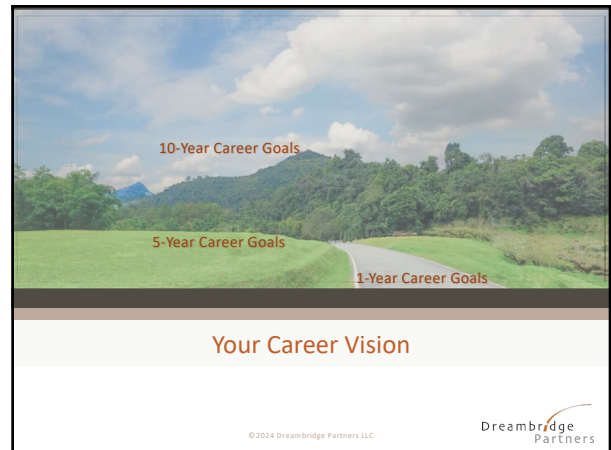 10-Year Career Goals
5-Year Career Goals
1-Year Career Goals
Your Career Vision
©2024 Dreambridge Partners LLC
Dreambridge
Partners